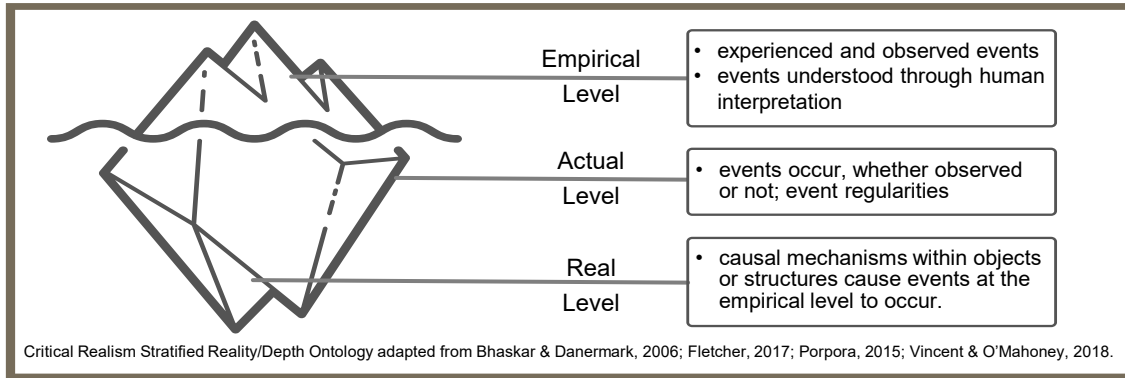 Empirical
Level
• experienced and observed events
• events understood through human
interpretation
Actual
Level
• events occur, whether observed
or not; event regularities
Real
Level
• causal mechanisms within objects
or structures cause events at the
empirical level to occur.
Critical Realism Stratified Reality/Depth Ontology adapted from Bhaskar & Danermark, 2006; Fletcher, 2017; Porpora, 2015; Vincent & O’Mahoney, 2018.